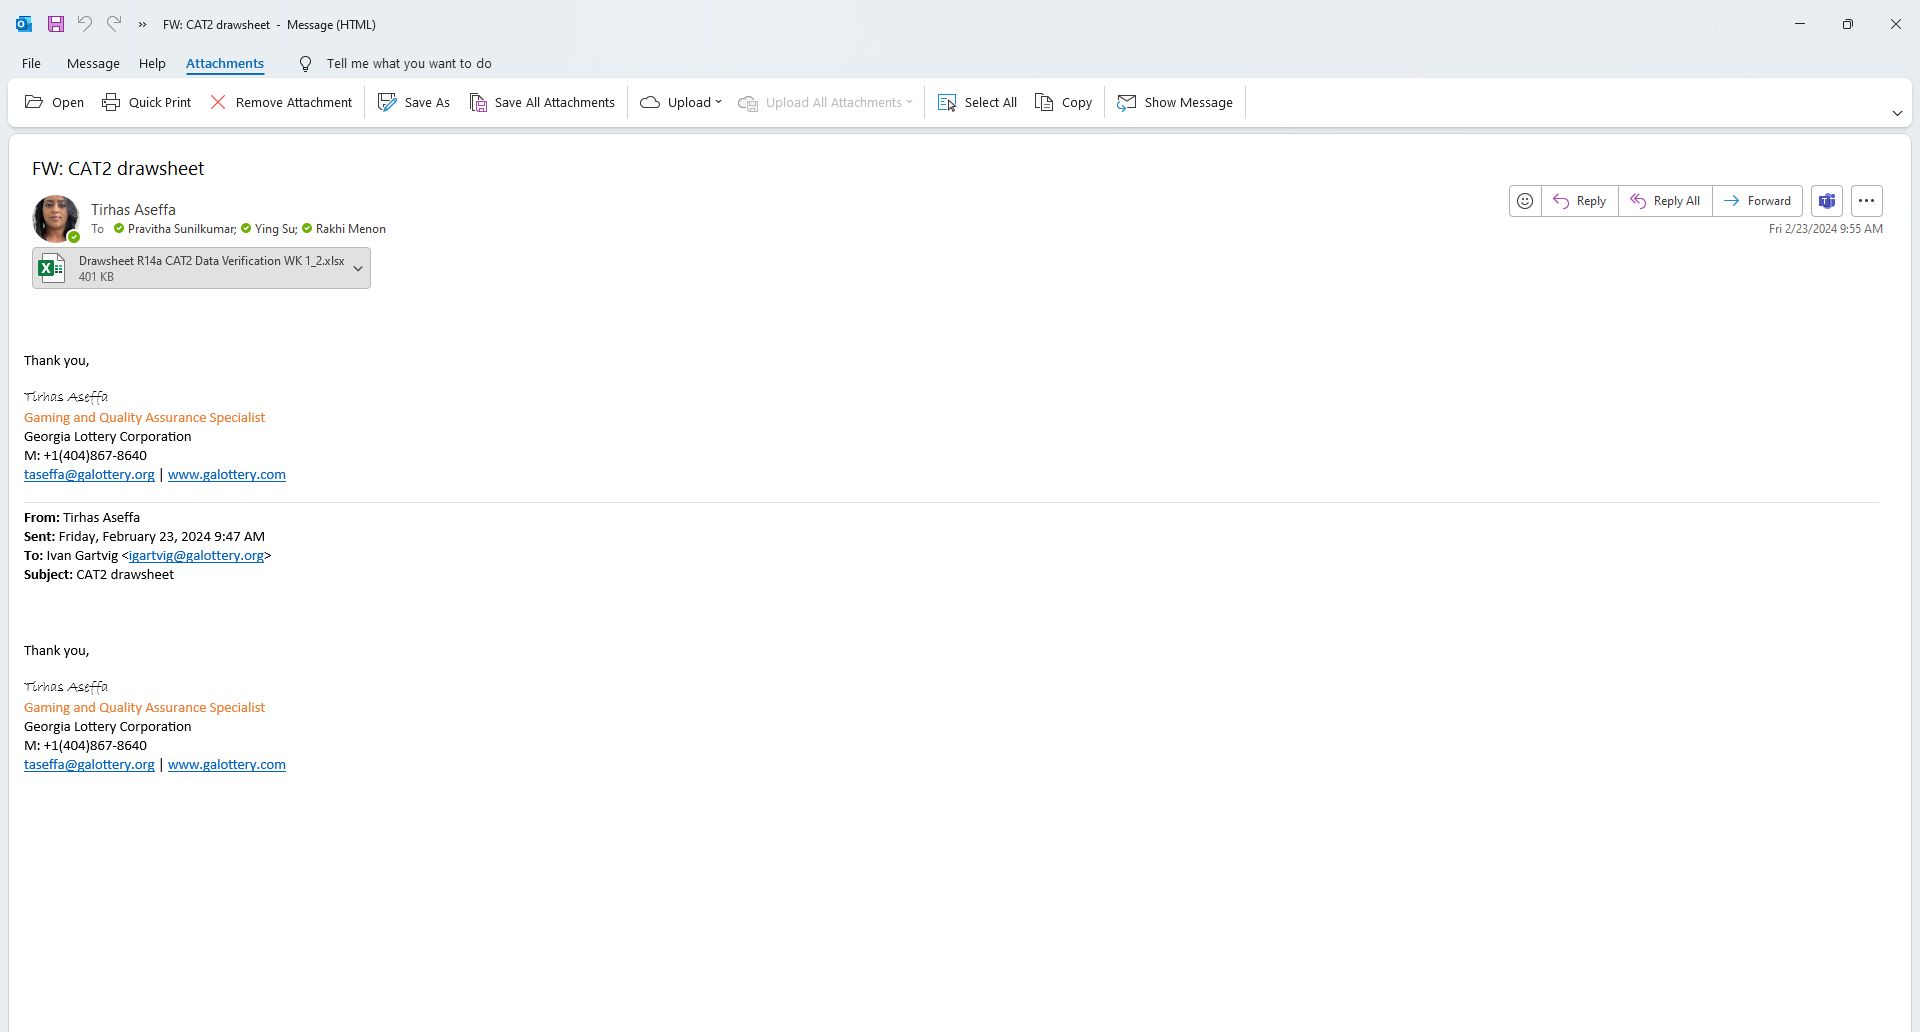 FW: CAT2 drawsheet - Message (HTML)
File Message Help Attachments Tell me what you want to do
Open Quick Print Remove Attachment Save As Save All Attachments Upload Upload All Attachments Select All Copy Show Message
FW: CAT2 drawsheet
Tirhas Aseffa
To Pravitha Sunilkumar; Ying Su; Rakhi Menon
Reply Reply All Forward
Fri 2/23/2024 9:55 AM
Drawsheet R14a CAT2 Data Verification WK 1_2.xlsx
401 KB
Thank you,
Tirhas Aseffa
Gaming and Quality Assurance Specialist
Georgia Lottery Corporation
M: +1(404)867-8640
taseffa@galottery.org | www.galottery.com
From: Tirhas Aseffa
Sent: Friday, February 23, 2024 9:47 AM
To: Ivan Gartvig <igartvig@galottery.org>
Subject: CAT2 drawsheet
Thank you,
Tirhas Aseffa
Gaming and Quality Assurance Specialist
Georgia Lottery Corporation
M: +1(404)867-8640
taseffa@galottery.org | www.galottery.com